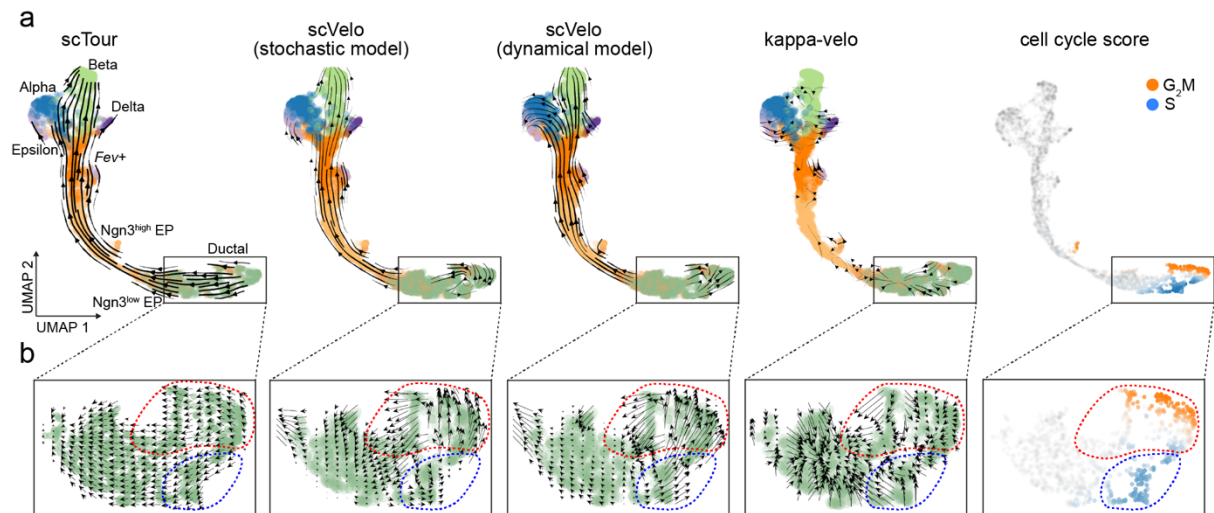 a
scTour
scVelo
(stochastic model)
scVelo
(dynamical model)
kappa-velo
cell cycle score
Beta
Alpha
Delta
Epsilon
Fev+
Ngn3high EP
Ductal
Ngn3low EP
UMAP 2
UMAP 1
G2M
S
b